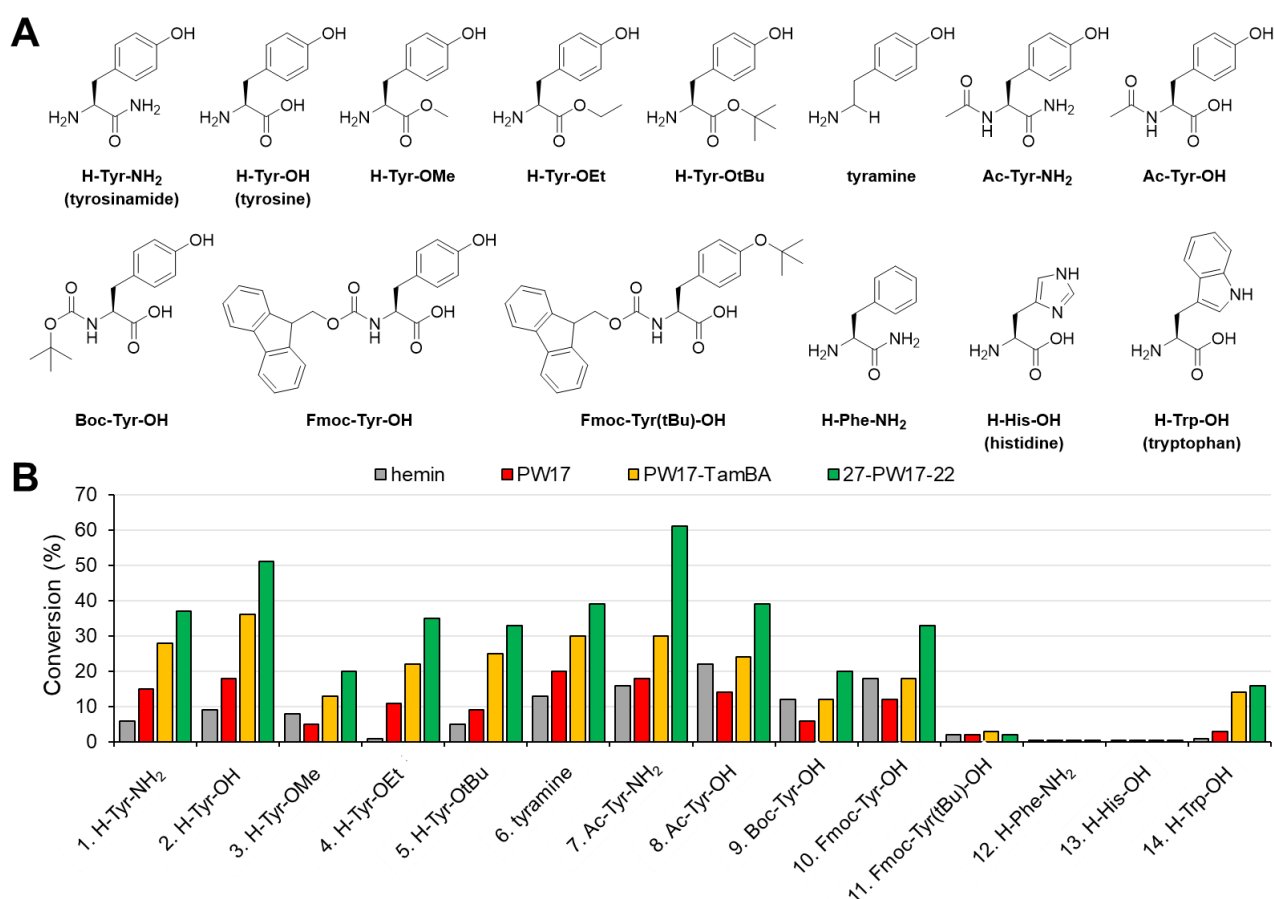 A
H-Tyr-NH₂
(tyrosinamide)
H-Tyr-OH
(tyrosine)
H-Tyr-OMe
H-Tyr-OEt
H-Tyr-OtBu
tyramine
Ac-Tyr-NH₂
Ac-Tyr-OH
OH
H₂N
NH₂
O
OH
H₂N
OH
O
OH
H₂N
O
O
OH
H₂N
O
O
OH
H₂N
O
O
OH
H₂N
H
OH
O
N
H
NH₂
O
OH
O
N
H
OH
O
Boc-Tyr-OH
Fmoc-Tyr-OH
Fmoc-Tyr(tBu)-OH
H-Phe-NH₂
H-His-OH
(histidine)
H-Trp-OH
(tryptophan)
OH
O
O
N
H
OH
O
OH
O
O
N
H
OH
O
O
O
O
N
H
OH
O
H₂N
NH₂
O
NH
N
H₂N
OH
O
NH
H₂N
OH
O
B
hemin PW17 PW17-TamBA 27-PW17-22
Conversion (%)
70
60
50
40
30
20
10
0
1. H-Tyr-NH₂
2. H-Tyr-OH
3. H-Tyr-OMe
4. H-Tyr-OEt
5. H-Tyr-OtBu
6. tyramine
7. Ac-Tyr-NH₂
8. Ac-Tyr-OH
9. Boc-Tyr-OH
10. Fmoc-Tyr-OH
11. Fmoc-Tyr(tBu)-OH
12. H-Phe-NH₂
13. H-His-OH
14. H-Trp-OH